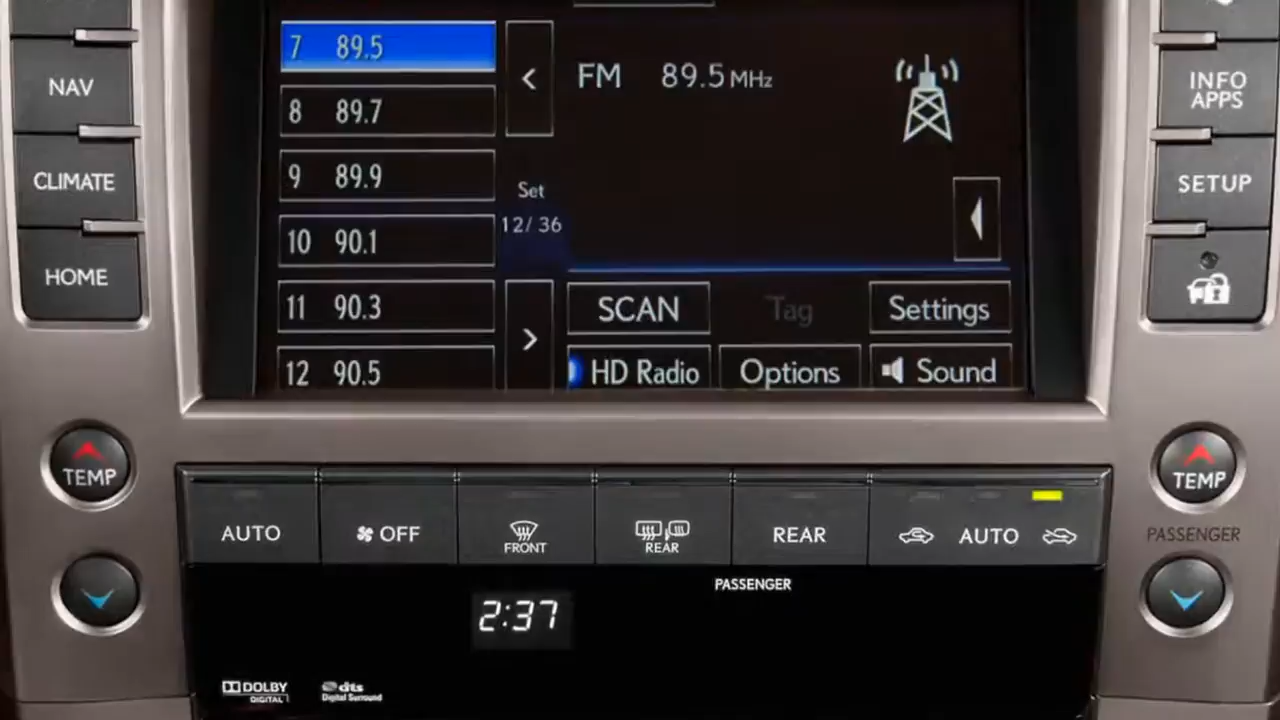 7 89.5
8 89.7
9 89.9
10 90.1
11 90.3
12 90.5
<
Set
12/36
>
FM 89.5 MHz
SCAN Tag Settings
HD Radio Options Sound
NAV
CLIMATE
HOME
INFO
APPS
SETUP
TEMP
TEMP
PASSENGER
AUTO
OFF
FRONT
REAR
REAR
AUTO
PASSENGER
2:37
DOLBY
DIGITAL
dts
Digital Surround